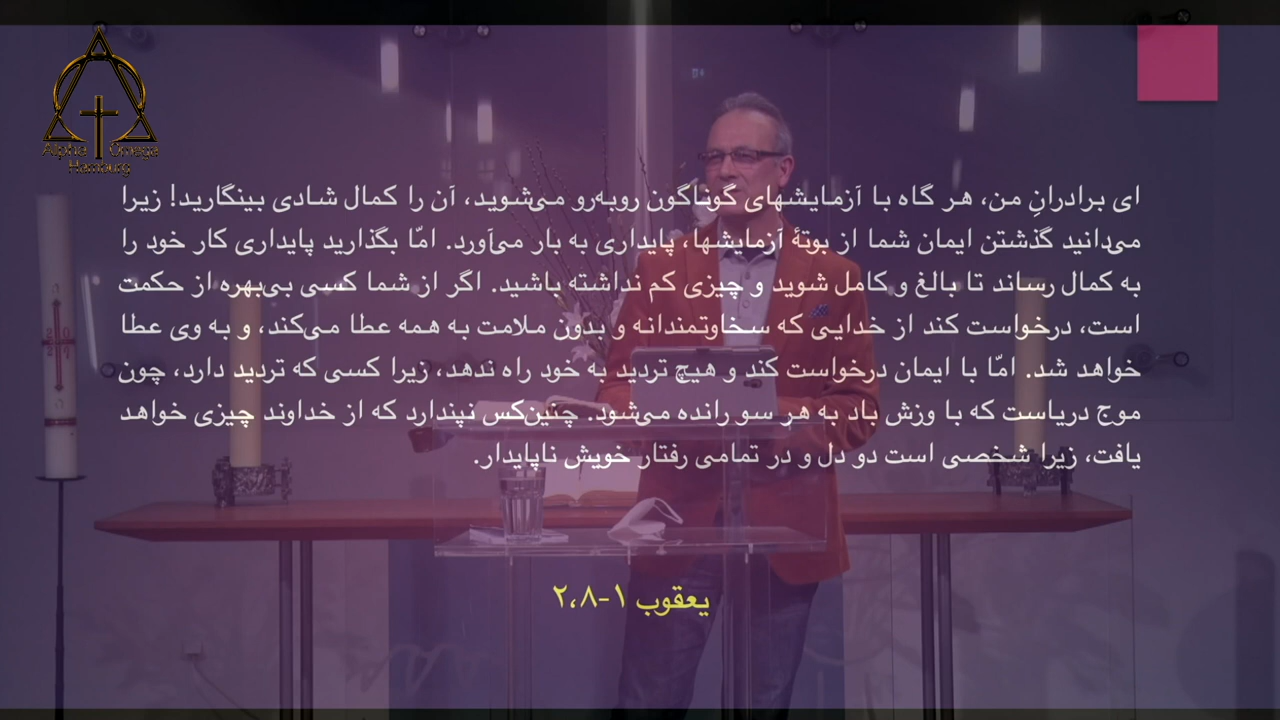 Alpha Omega
Hamburg
ای برادرانِ من، هر گاه با آزمایشهای گوناگون روبه‌رو می‌شوید، آن را کمال شادی بینگارید! زیرا
می‌دانید گذشتن ایمان شما از بوتهٔ آزمایشها، پایداری به بار می‌آورد. امّا بگذارید پایداری کار خود را
به کمال رساند تا بالغ و کامل شوید و چیزی کم نداشته باشید. اگر از شما کسی بی‌بهره از حکمت
است، درخواست کند از خدایی که سخاوتمندانه و بدون ملامت به همه عطا می‌کند، و به وی عطا
خواهد شد. امّا با ایمان درخواست کند و هیچ تردید به خود راه ندهد، زیرا کسی که تردید دارد، چون
موج دریاست که با وزش باد به هر سو رانده می‌شود. چنین‌کس نپندارد که از خداوند چیزی خواهد
یافت، زیرا شخصی است دو دل و در تمامی رفتار خویش ناپایدار.
یعقوب ۱-۲،۸